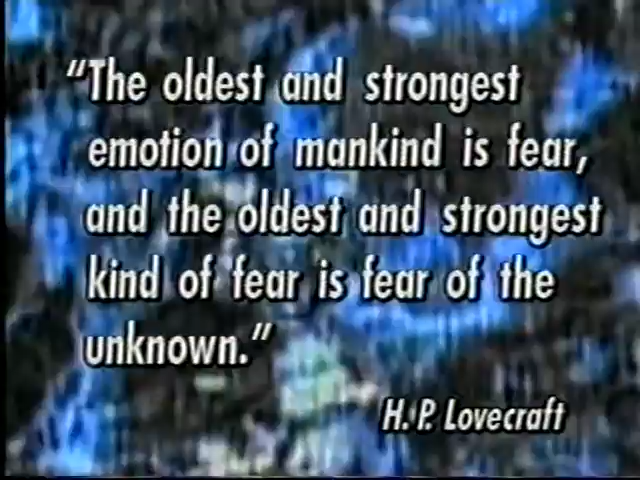 “The oldest and strongest
emotion of mankind is fear,
and the oldest and strongest
kind of fear is fear of the
unknown.”
H. P. Lovecraft